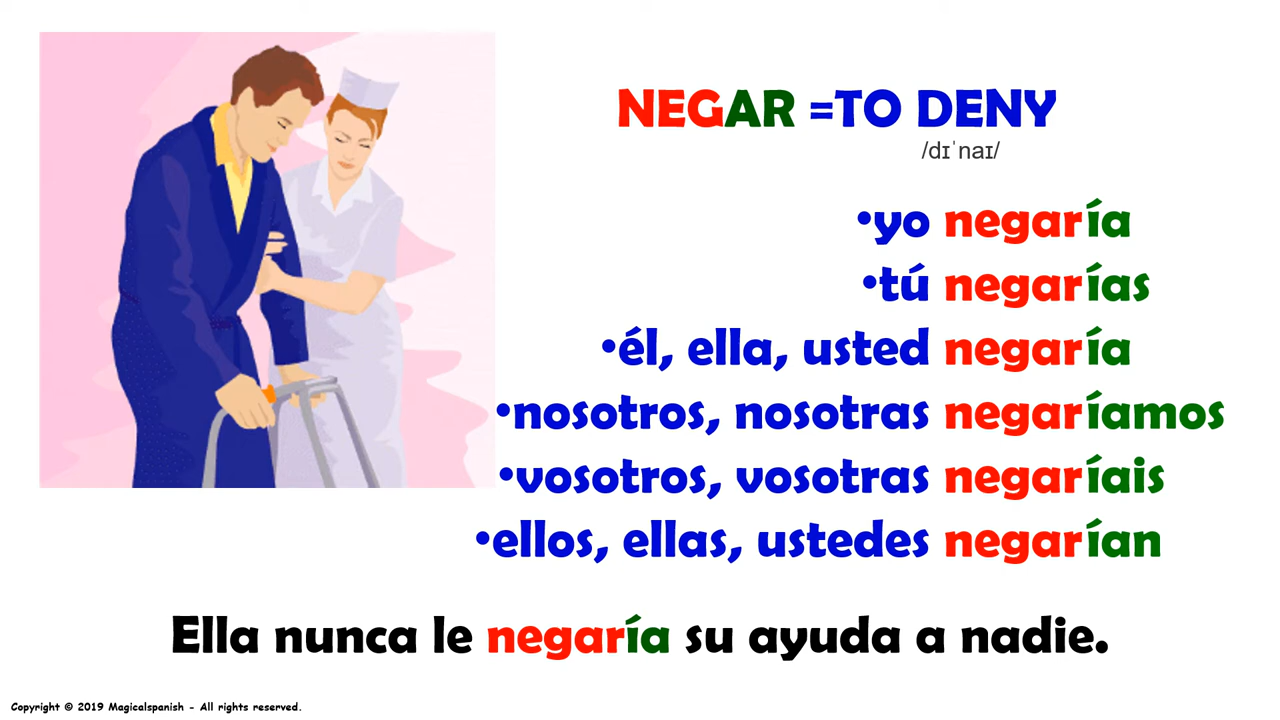 NEGAR =TO DENY
/dɪˈnaɪ/
•yo negaría
•tú negarías
•él, ella, usted negaría
•nosotros, nosotras negaríamos
•vosotros, vosotras negaríais
•ellos, ellas, ustedes negarían
Ella nunca le negaría su ayuda a nadie.
Copyright © 2019 Magicalspanish - All rights reserved.